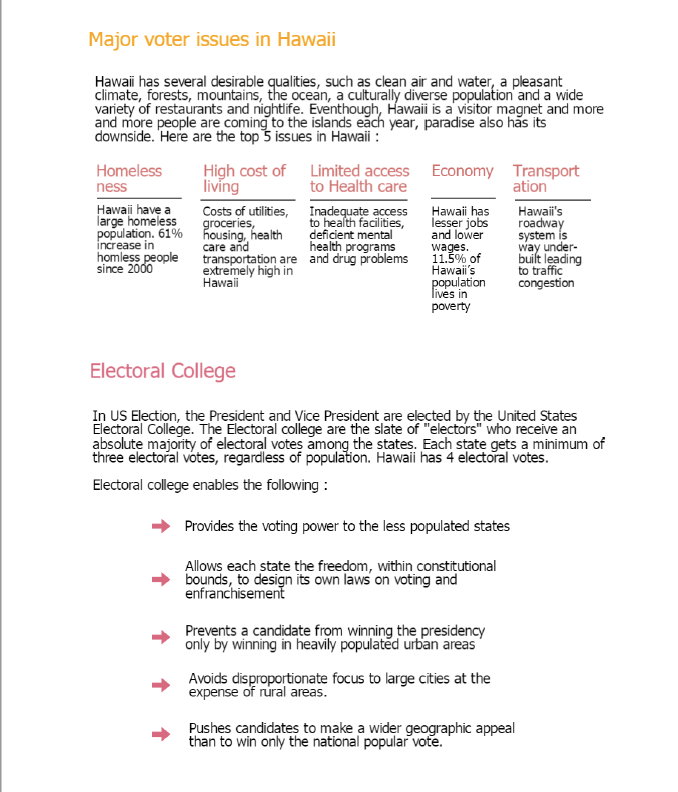 Major voter issues in Hawaii
Hawaii has several desirable qualities, such as clean air and water, a pleasant
climate, forests, mountains, the ocean, a culturally diverse population and a wide
variety of restaurants and nightlife. Eventhough, Hawaii is a visitor magnet and more
and more people are coming to the islands each year, paradise also has its
downside. Here are the top 5 issues in Hawaii :
Homeless
ness
Hawaii have a
large homeless
population. 61%
increase in
homless people
since 2000
High cost of
living
Costs of utilities,
groceries,
housing, health
care and
transportation are
extremely high in
Hawaii
Limited access
to Health care
Inadequate access
to health facilities,
deficient mental
health programs
and drug problems
Economy
Hawaii has
lesser jobs
and lower
wages.
11.5% of
Hawaii's
population
lives in
poverty
Transport
ation
Hawaii's
roadway
system is
way under-
built leading
to traffic
congestion
Electoral College
In US Election, the President and Vice President are elected by the United States
Electoral College. The Electoral college are the slate of "electors" who receive an
absolute majority of electoral votes among the states. Each state gets a minimum of
three electoral votes, regardless of population. Hawaii has 4 electoral votes.
Electoral college enables the following :
Provides the voting power to the less populated states
Allows each state the freedom, within constitutional
bounds, to design its own laws on voting and
enfranchisement
Prevents a candidate from winning the presidency
only by winning in heavily populated urban areas
Avoids disproportionate focus to large cities at the
expense of rural areas.
Pushes candidates to make a wider geographic appeal
than to win only the national popular vote.